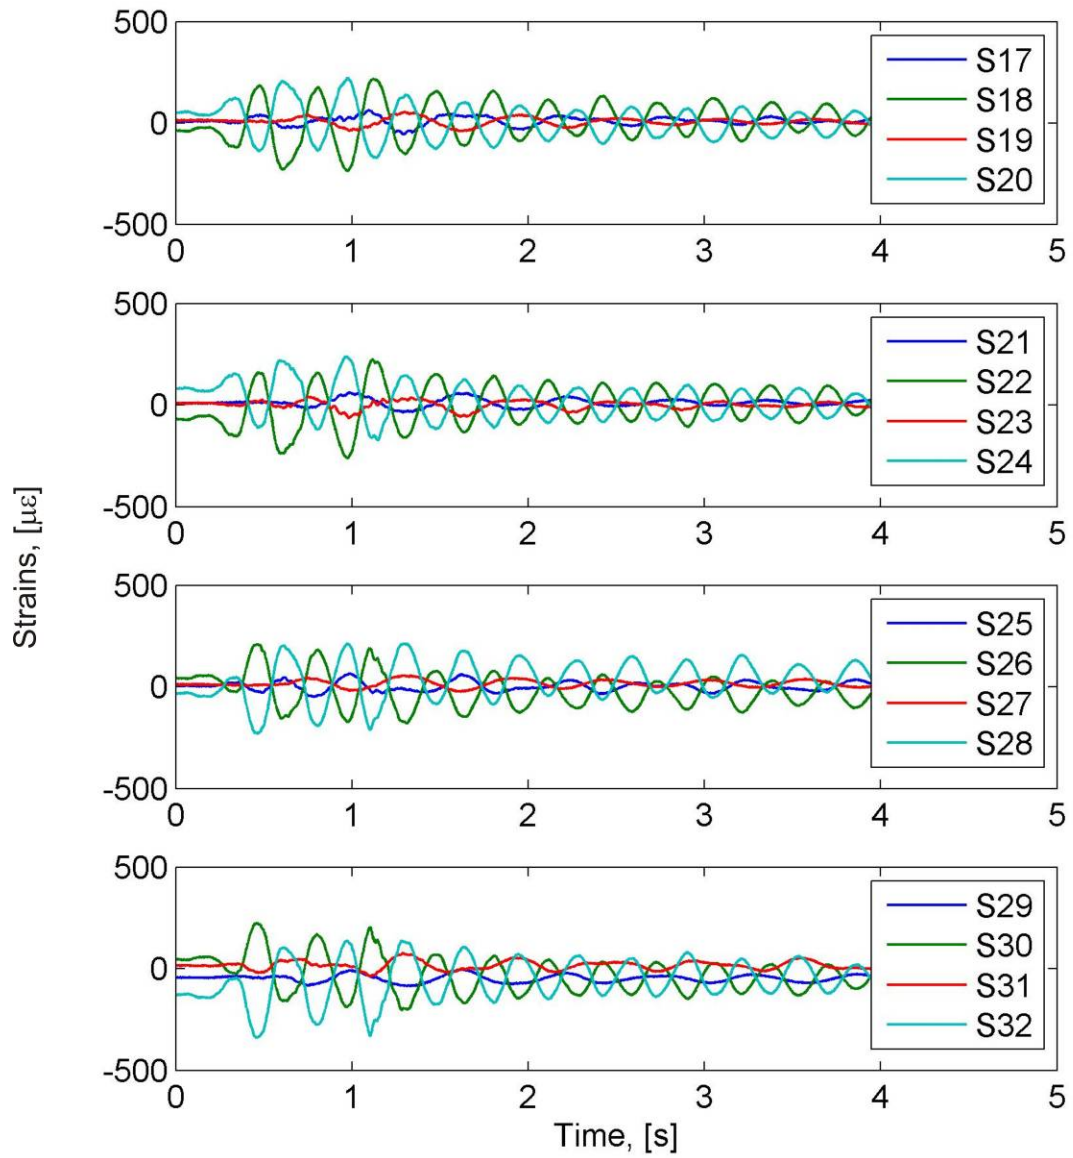 500
0
-500
0 1 2 3 4 5
S17
S18
S19
S20
500
0
-500
0 1 2 3 4 5
S21
S22
S23
S24
Strains, [με]
500
0
-500
0 1 2 3 4 5
S25
S26
S27
S28
500
0
-500
0 1 2 3 4 5
S29
S30
S31
S32
Time, [s]